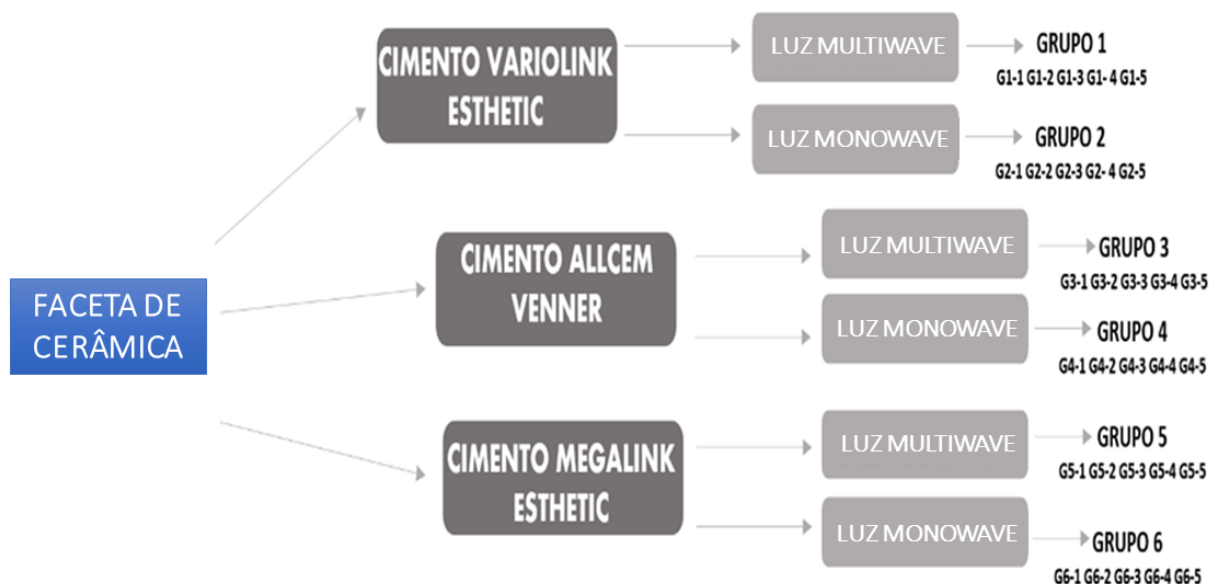 FACETA DE
CERÂMICA
CIMENTO VARIOLINK
ESTHETIC
LUZ MULTIWAVE
GRUPO 1
G1-1 G1-2 G1-3 G1- 4 G1-5
LUZ MONOWAVE
GRUPO 2
G2-1 G2-2 G2-3 G2- 4 G2-5
CIMENTO ALLCEM
VENNER
LUZ MULTIWAVE
GRUPO 3
G3-1 G3-2 G3-3 G3-4 G3-5
LUZ MONOWAVE
GRUPO 4
G4-1 G4-2 G4-3 G4-4 G4-5
CIMENTO MEGALINK
ESTHETIC
LUZ MULTIWAVE
GRUPO 5
G5-1 G5-2 G5-3 G5-4 G5-5
LUZ MONOWAVE
GRUPO 6
G6-1 G6-2 G6-3 G6-4 G6-5